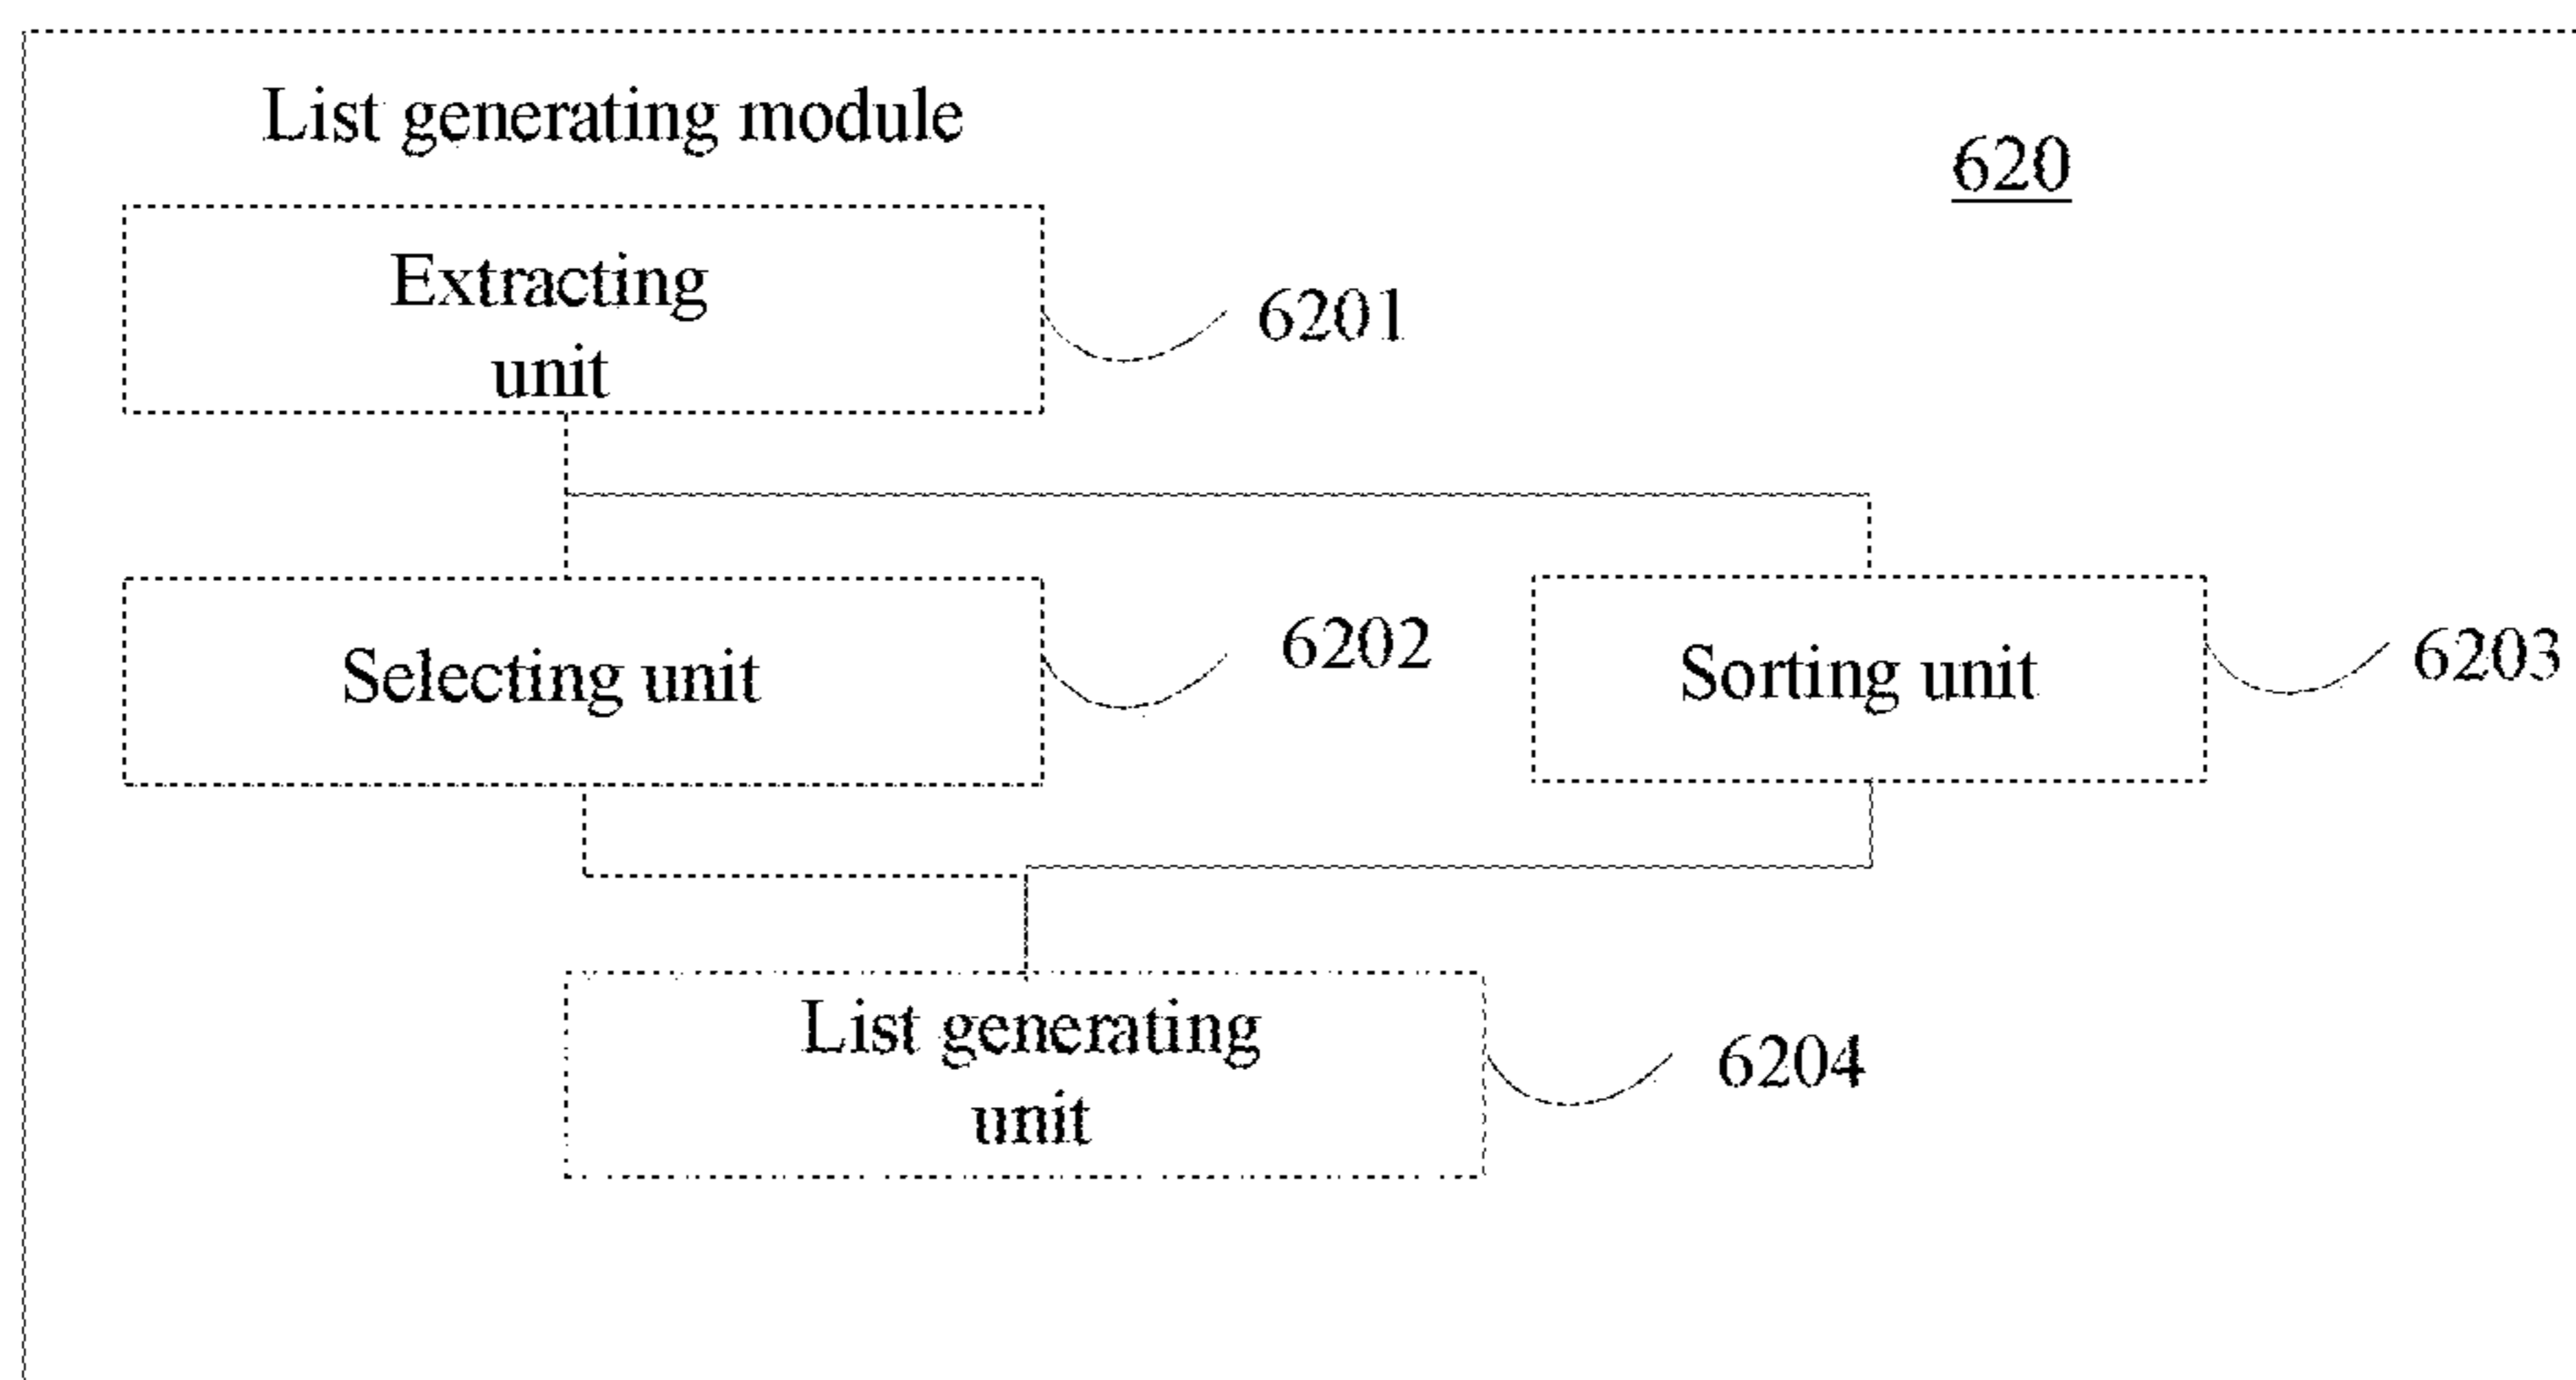 List generating module
620
Extracting
unit
6201
Selecting unit
6202
Sorting unit
6203
List generating
unit
6204